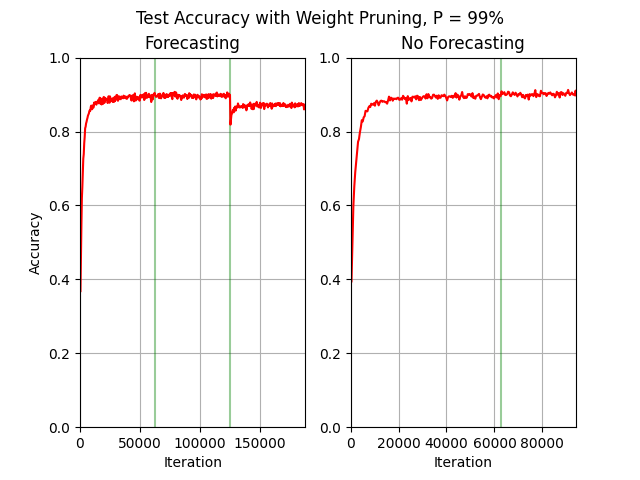 Test Accuracy with Weight Pruning, P = 99%
Forecasting
No Forecasting
Accuracy
1.0
0.8
0.6
0.4
0.2
0.0
0 50000 100000 150000
Iteration
1.0
0.8
0.6
0.4
0.2
0.0
0 20000 40000 60000 80000
Iteration